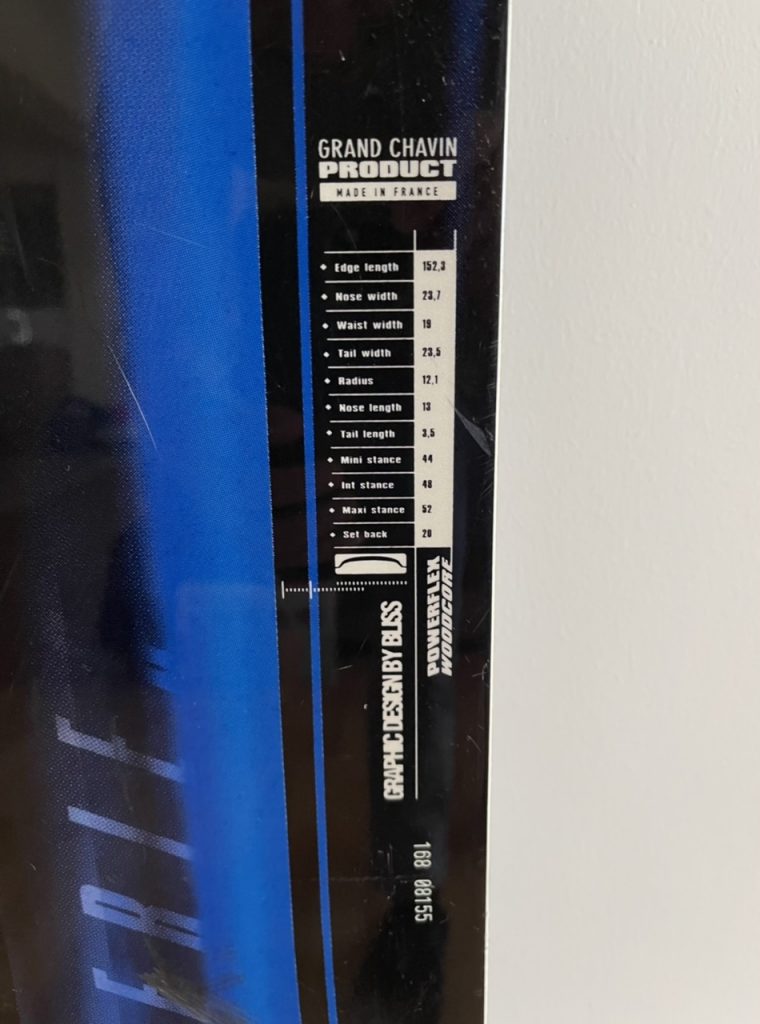 GRAND CHAVIN
PRODUCT
MADE IN FRANCE
Edge length 152,3
Nose width 23,7
Waist width 19
Tail width 23,5
Radius 12,1
Nose length 13
Tail length 3,5
Mini stance 44
Int stance 48
Maxi stance 52
Set back 20
POWERFLEX
WOODCORE
GRAPHIC DESIGN BY BLISS
168 08155